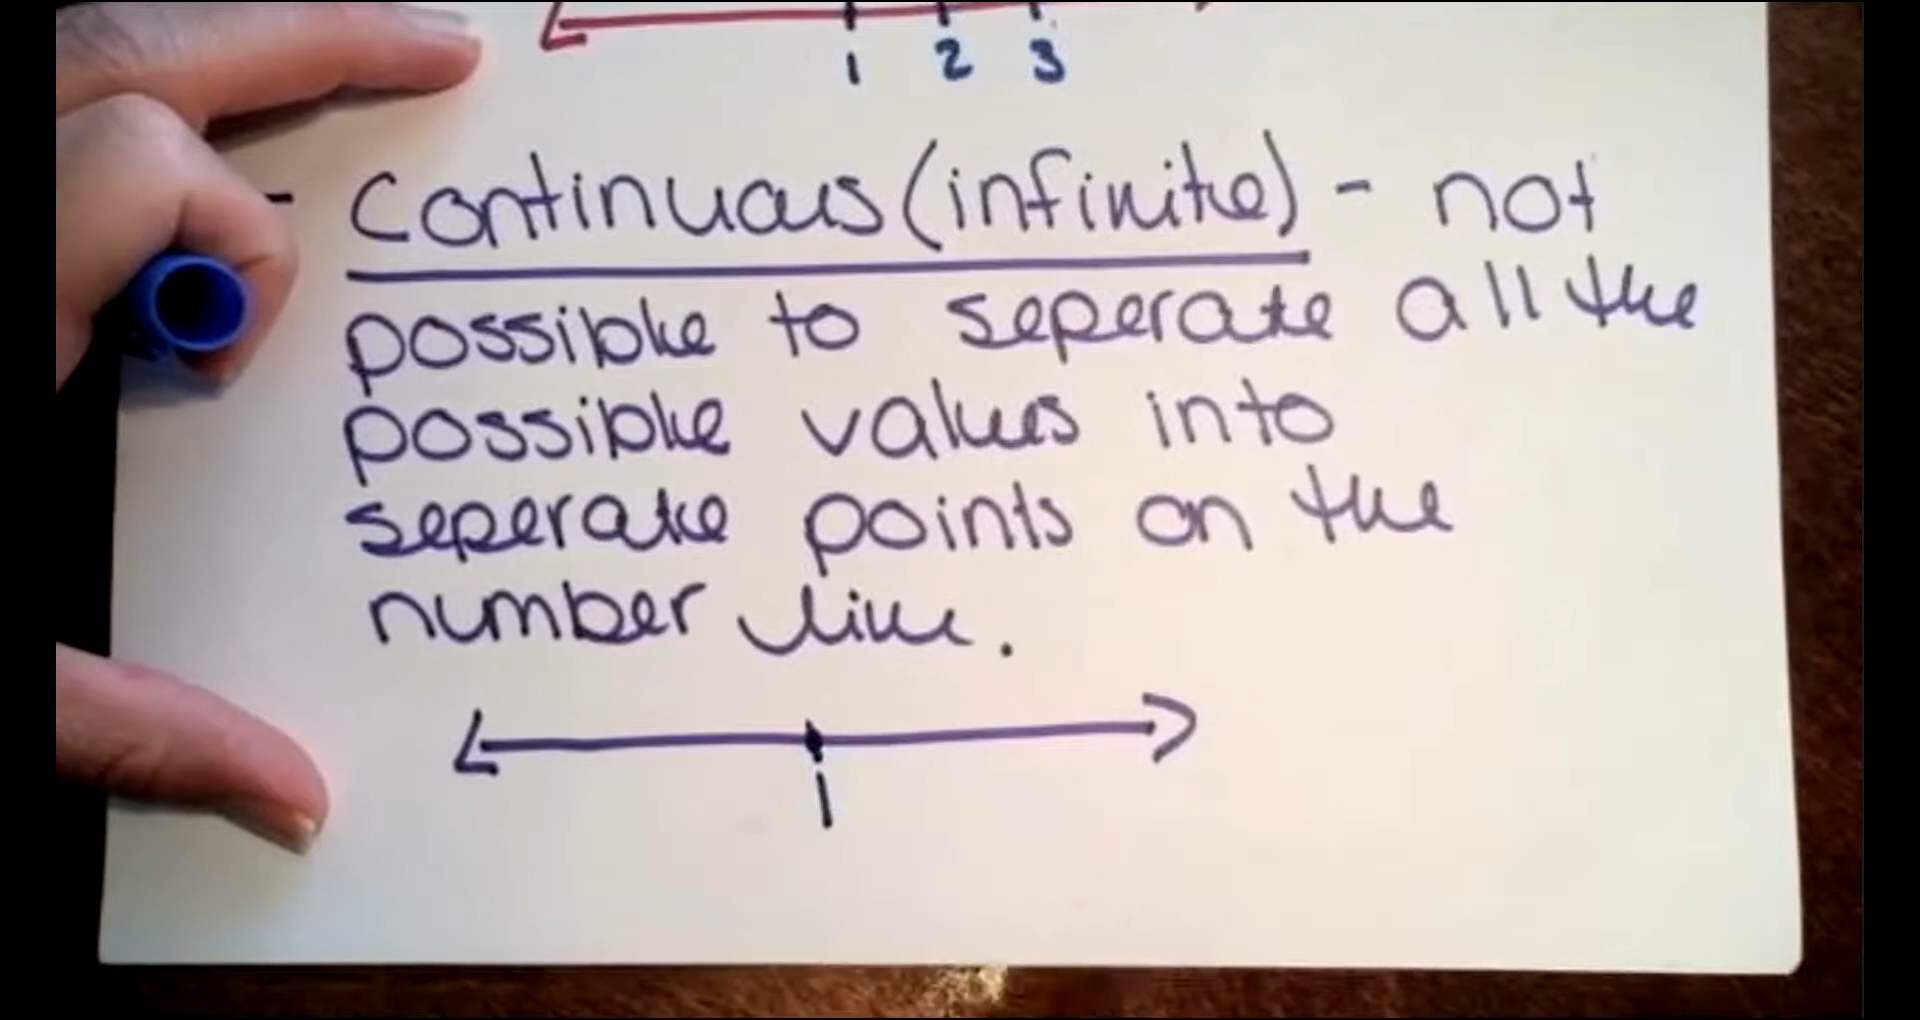 1 2 3
- Continuous (infinite) - not
possible to seperate all the
possible values into
seperate points on the
number line.
1